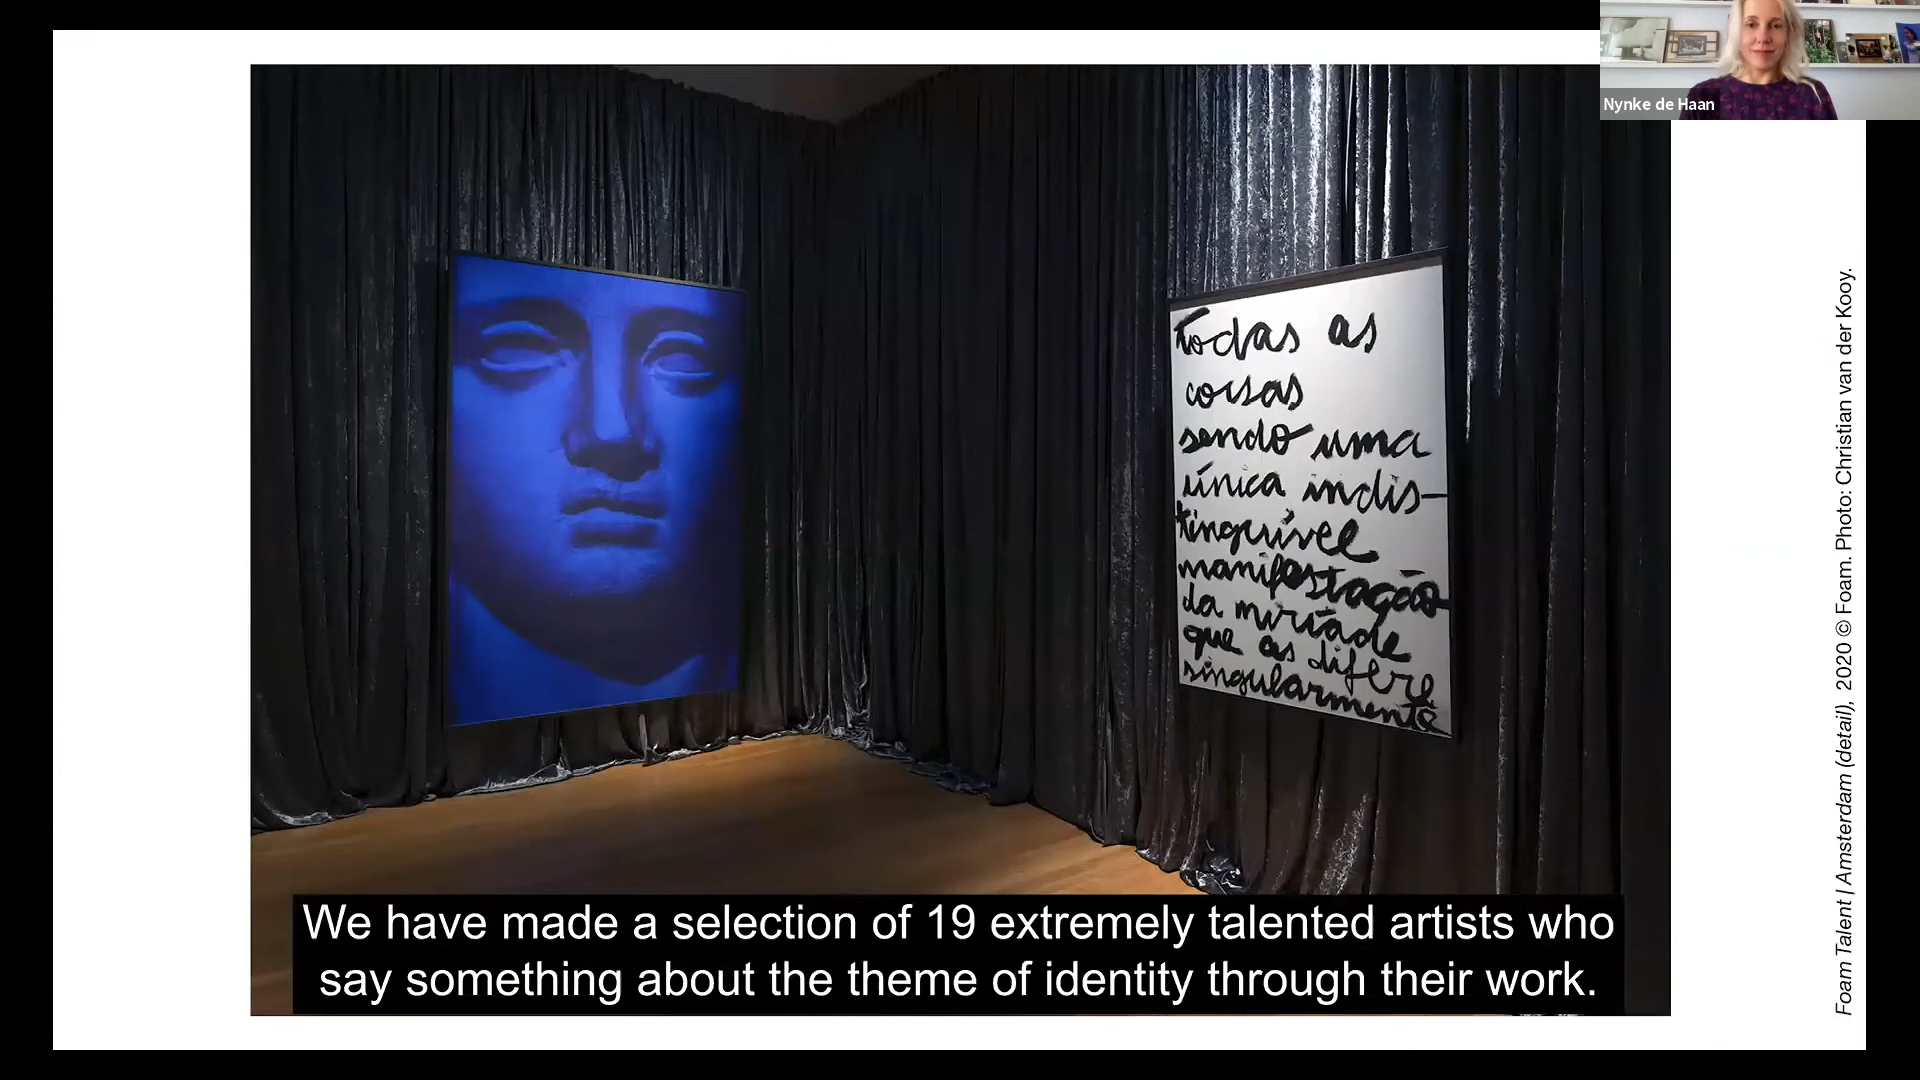 Nynke de Haan
todas as
coisas
sendo uma
única indis-
tinguível
manifestação
da miríade
que as difere
singularmente
Foam Talent | Amsterdam (detail), 2020 © Foam. Photo: Christian van der Kooy.
We have made a selection of 19 extremely talented artists who
say something about the theme of identity through their work.